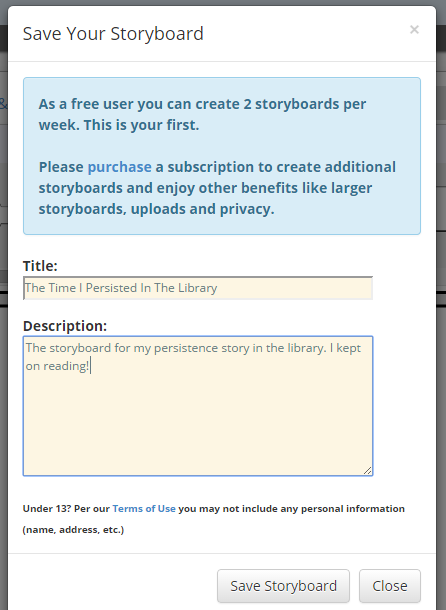 Save Your Storyboard ×
As a free user you can create 2 storyboards per
week. This is your first.
Please purchase a subscription to create additional
storyboards and enjoy other benefits like larger
storyboards, uploads and privacy.
Title:
The Time I Persisted In The Library
Description:
The storyboard for my persistence story in the library. I kept
on reading!
Under 13? Per our Terms of Use you may not include any personal information
(name, address, etc.)
Save Storyboard Close